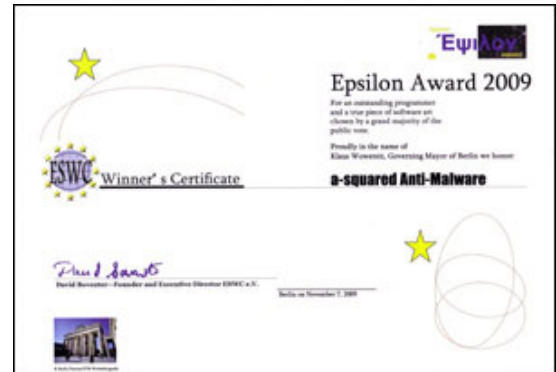 Έψιλον
Epsilon Award 2009
For an outstanding programmer
and a true piece of software art
chosen by a grand majority of the
public vote.
Proudly in the name of
Klaus Wowereit, Governing Mayor of Berlin we honor
ESWC
Winner' s Certificate
a-squared Anti-Malware
David Boventer - Founder and Executive Director ESWC e.V.
Berlin on November 7, 2009